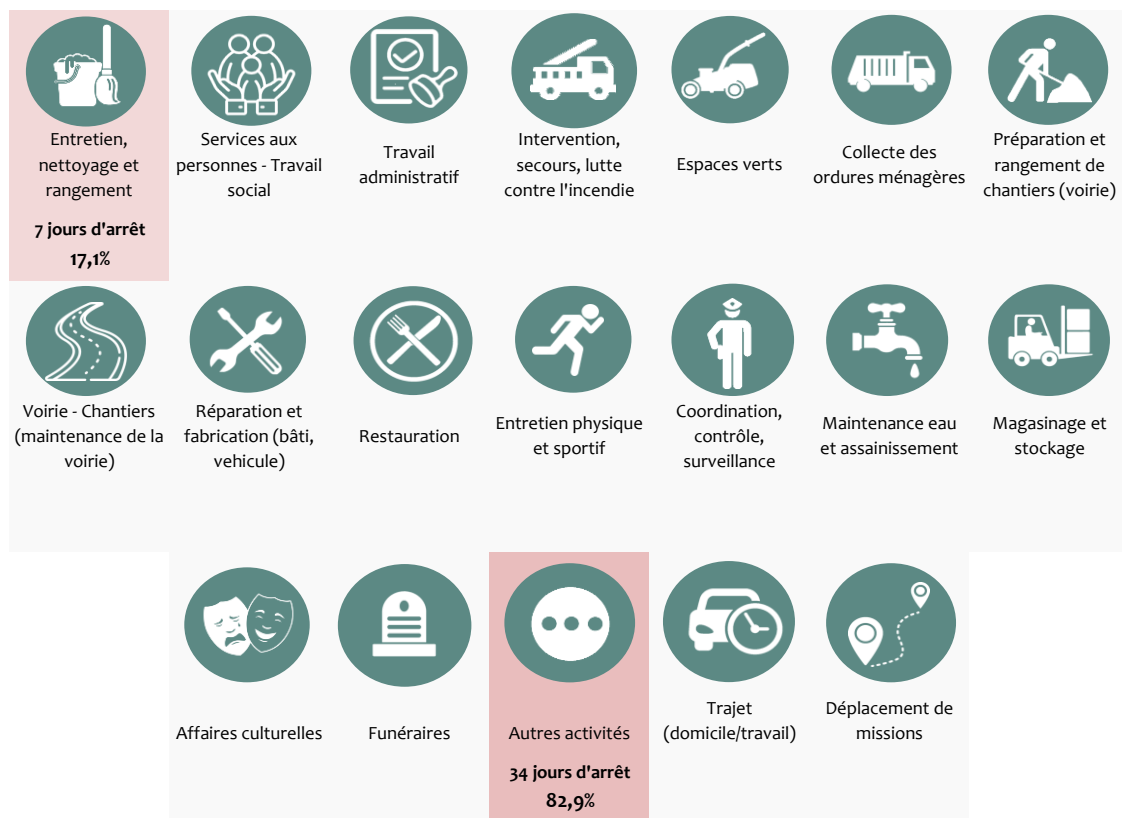 Entretien,
nettoyage et
rangement
7 jours d'arrêt
17,1%
Services aux
personnes - Travail
social
Travail
administratif
Intervention,
secours, lutte
contre l'incendie
Espaces verts
Collecte des
ordures ménagères
Préparation et
rangement de
chantiers (voirie)
Voirie - Chantiers
(maintenance de la
voirie)
Réparation et
fabrication (bâti,
vehicule)
Restauration
Entretien physique
et sportif
Coordination,
contrôle,
surveillance
Maintenance eau
et assainissement
Magasinage et
stockage
Affaires culturelles
Funéraires
Autres activités
34 jours d'arrêt
82,9%
Trajet
(domicile/travail)
Déplacement de
missions